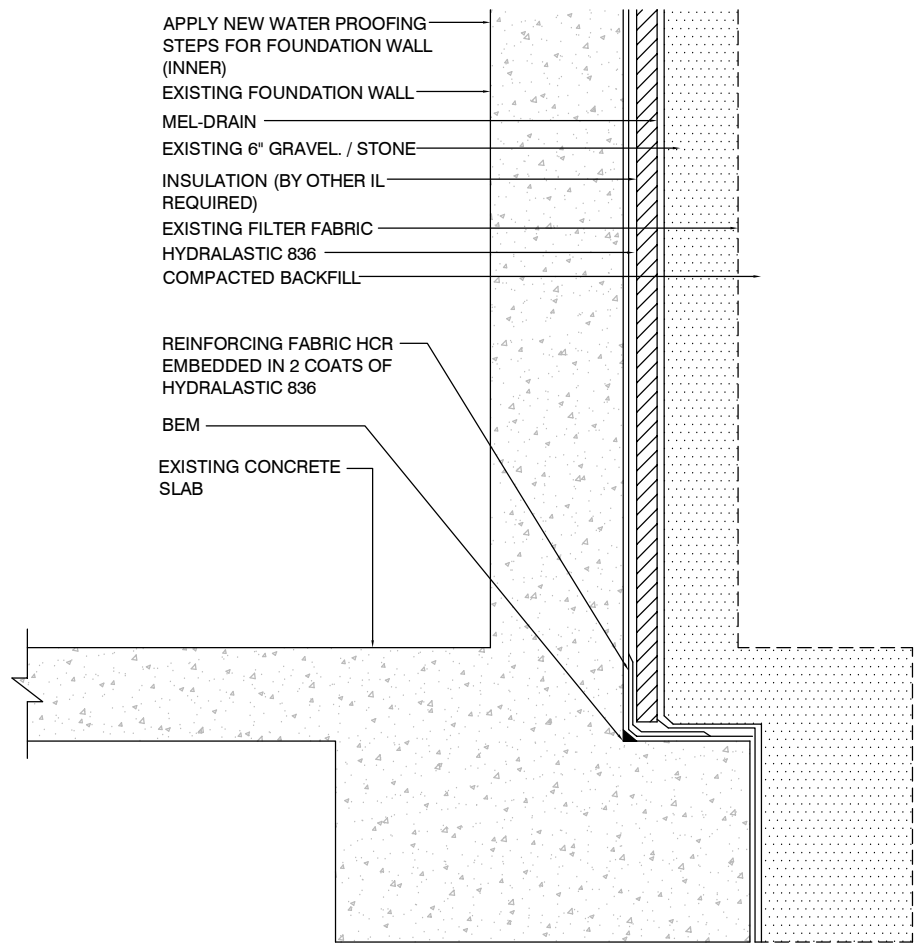 APPLY NEW WATER PROOFING
STEPS FOR FOUNDATION WALL
(INNER)
EXISTING FOUNDATION WALL
MEL-DRAIN
EXISTING 6" GRAVEL. / STONE
INSULATION (BY OTHER IL
REQUIRED)
EXISTING FILTER FABRIC
HYDRALASTIC 836
COMPACTED BACKFILL
REINFORCING FABRIC HCR
EMBEDDED IN 2 COATS OF
HYDRALASTIC 836
BEM
EXISTING CONCRETE
SLAB